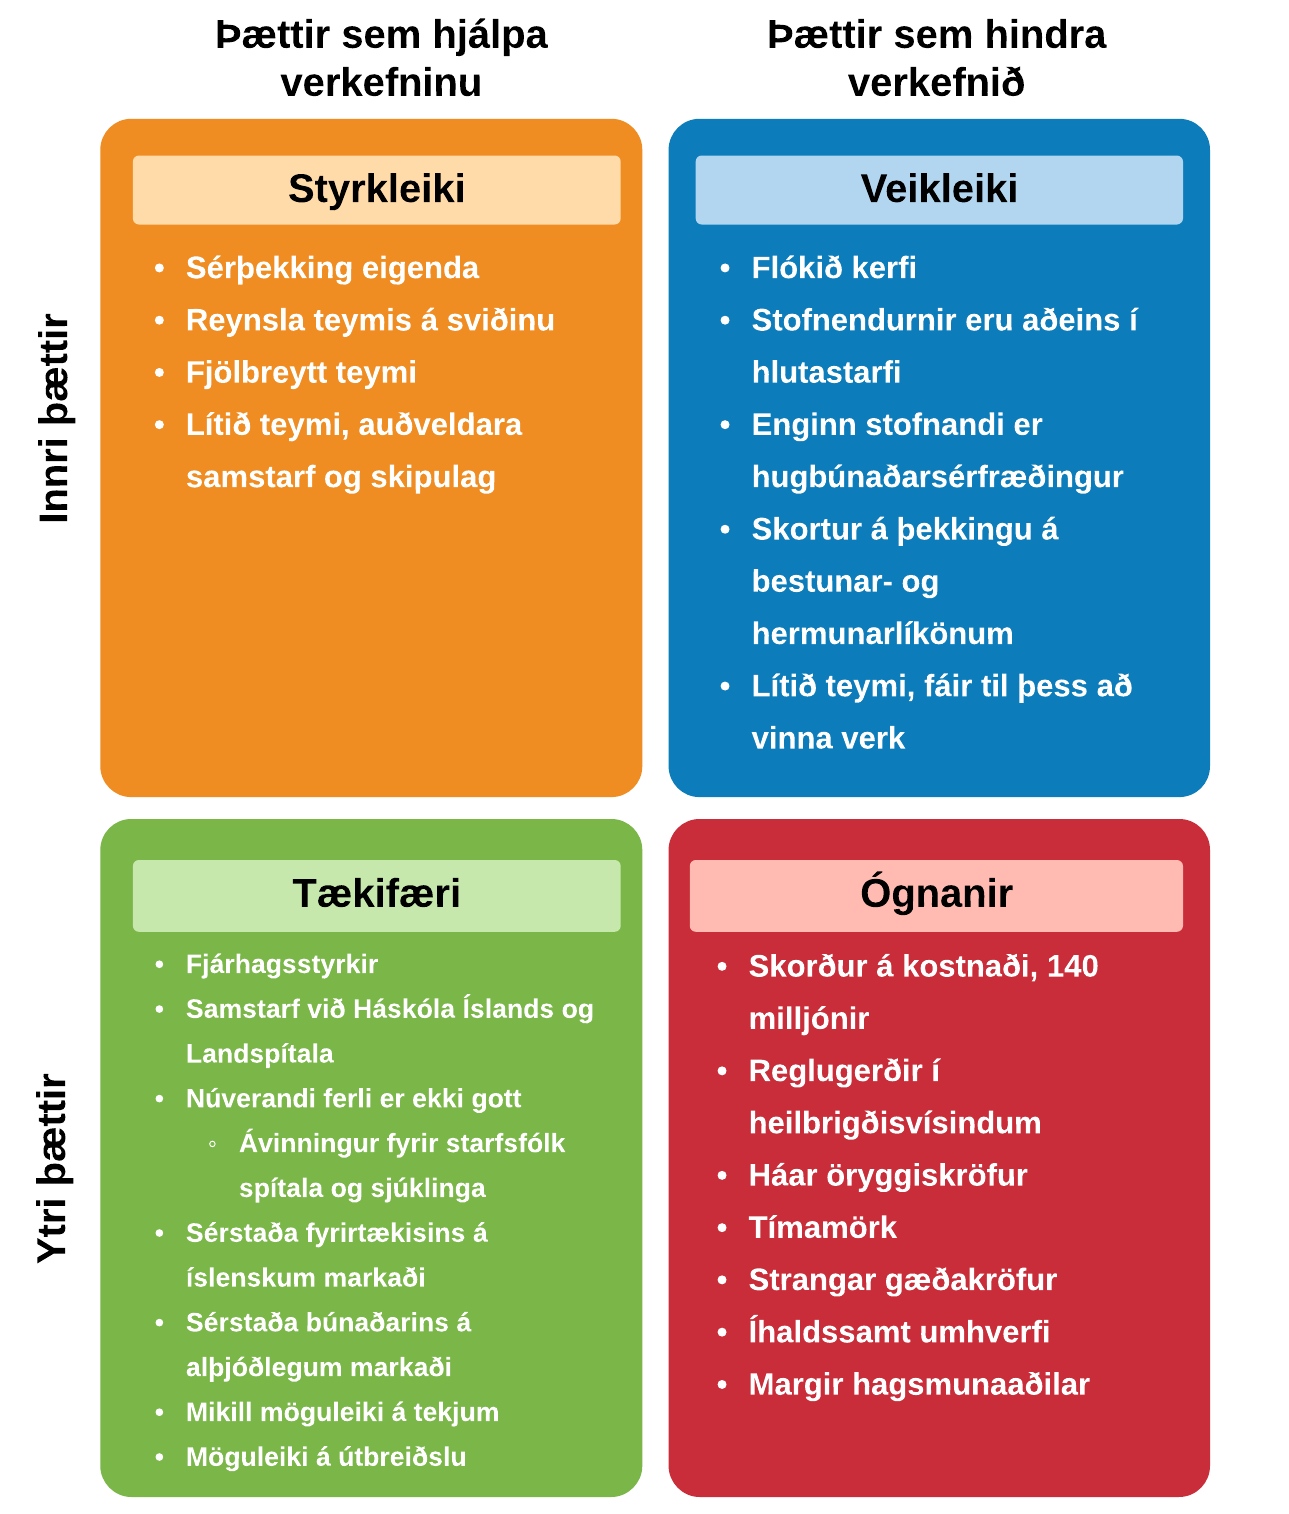 Þættir sem hjálpa
verkefninu
Þættir sem hindra
verkefnið
Innri þættir
Styrkleiki
• Sérþekking eigenda
• Reynsla teymis á sviðinu
• Fjölbreytt teymi
• Lítið teymi, auðveldara
samstarf og skipulag
Veikleiki
• Flókið kerfi
• Stofnendurnir eru aðeins í
hlutastarfi
• Enginn stofnandi er
hugbúnaðarsérfræðingur
• Skortur á þekkingu á
bestunar- og
hermunarlíkönum
• Lítið teymi, fáir til þess að
vinna verk
Ytri þættir
Tækifæri
• Fjárhagsstyrkir
• Samstarf við Háskóla Íslands og
Landspítala
• Núverandi ferli er ekki gott
◦ Ávinningur fyrir starfsfólk
spítala og sjúklinga
• Sérstaða fyrirtækisins á
íslenskum markaði
• Sérstaða búnaðarins á
alþjóðlegum markaði
• Mikill möguleiki á tekjum
• Möguleiki á útbreiðslu
Ógnanir
• Skorður á kostnaði, 140
milljónir
• Reglugerðir í
heilbrigðisvísindum
• Háar öryggiskröfur
• Tímamörk
• Strangar gæðakröfur
• Íhaldssamt umhverfi
• Margir hagsmunaaðilar